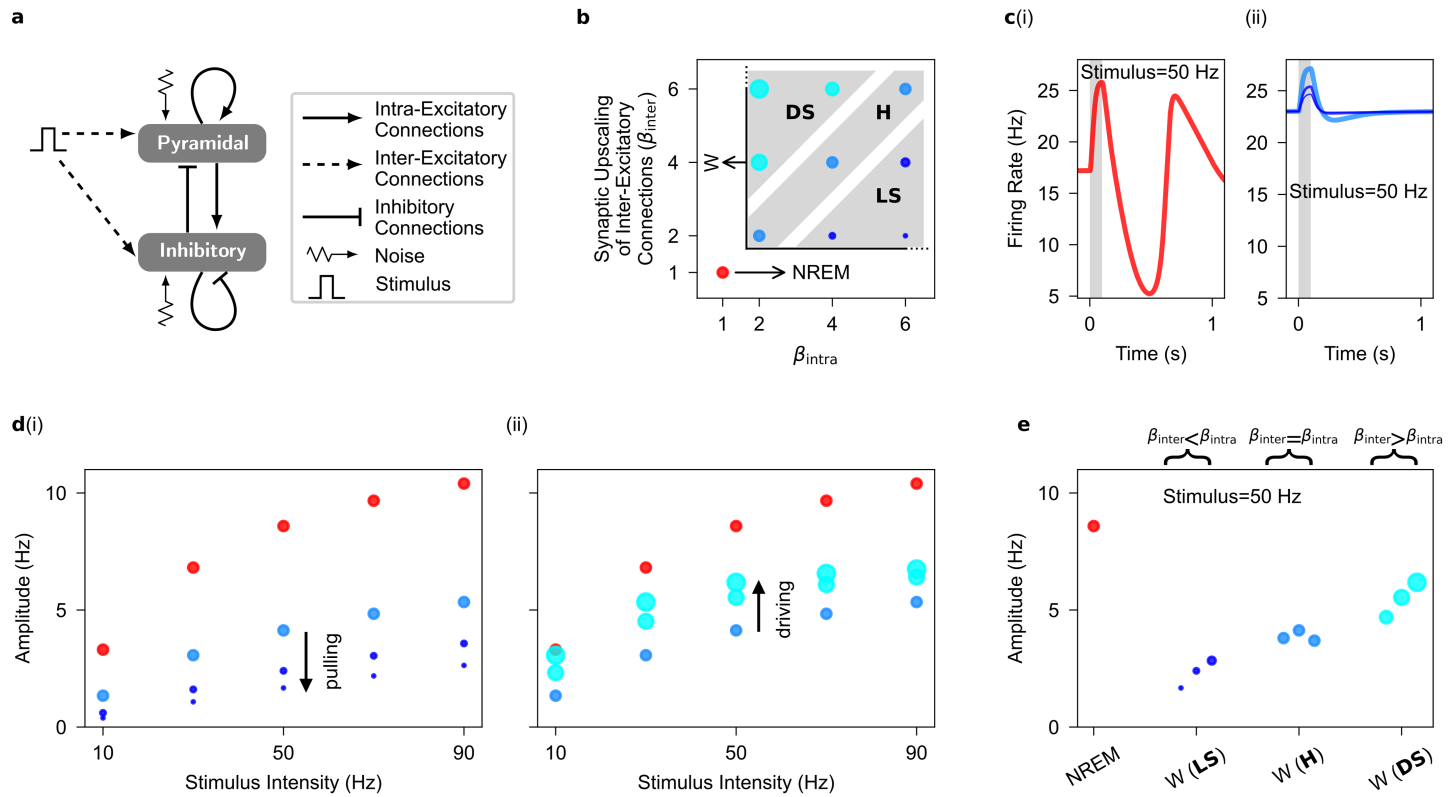 a
Pyramidal
Inhibitory
Intra-Excitatory
Connections
Inter-Excitatory
Connections
Inhibitory
Connections
Noise
Stimulus
b
Synaptic Upscaling
of Inter-Excitatory
Connections (βinter)
6
4
2
1
W
DS
H
LS
NREM
1 2 4 6
βintra
c(i)
Firing Rate (Hz)
Stimulus=50 Hz
25
20
15
10
5
0 1
Time (s)
(ii)
25
20
15
10
5
Stimulus=50 Hz
0 1
Time (s)
d(i)
Amplitude (Hz)
10
5
0
pulling
10 50 90
Stimulus Intensity (Hz)
(ii)
driving
10 50 90
Stimulus Intensity (Hz)
e
βinter<βintra βinter=βintra βinter>βintra
Stimulus=50 Hz
Amplitude (Hz)
10
5
0
NREM W (LS) W (H) W (DS)